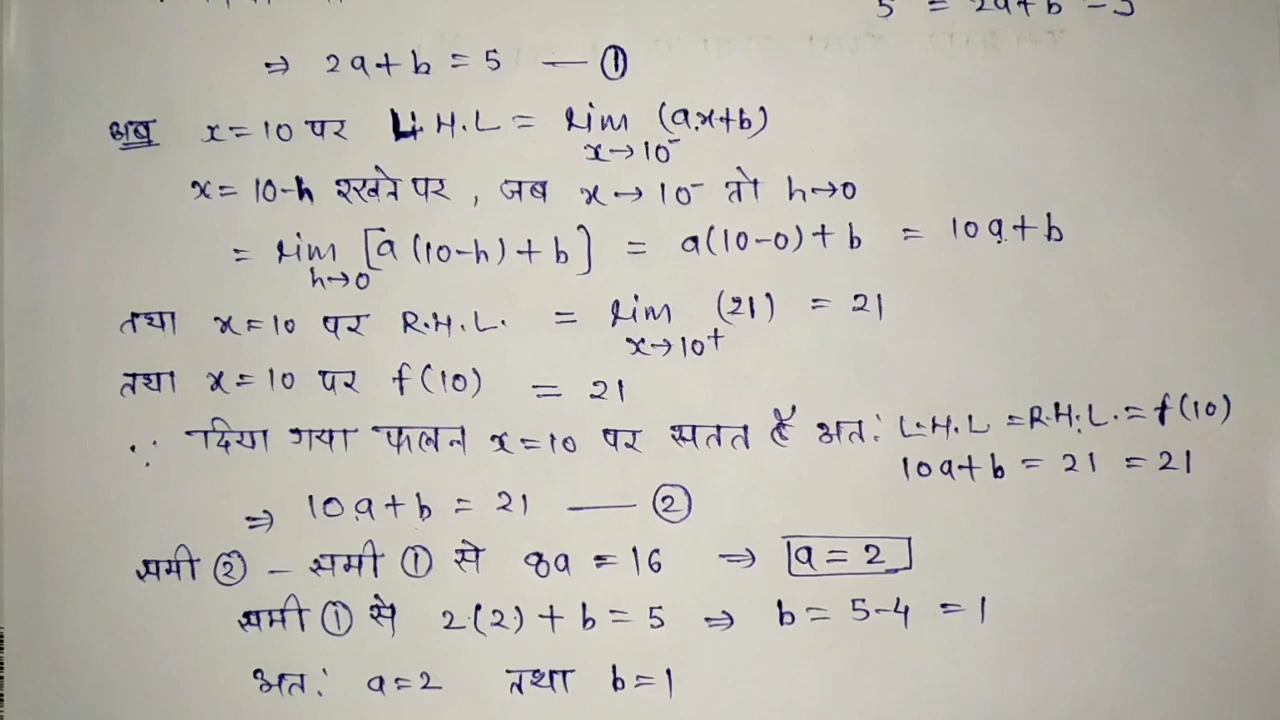 5 = 2a+b = 5
⇒ 2a+b = 5 — ①
अब x=10 पर L.H.L = lim (ax+b)
x→10⁻
x = 10-h रखने पर , जब x→10⁻ तो h→0
= lim [a(10-h)+b] = a(10-0)+b = 10a+b
h→0
तथा x=10 पर R.H.L. = lim (21) = 21
x→10+
तथा x=10 पर f(10) = 21
∵ दिया गया फलन x=10 पर सतत है अतः L.H.L = R.H.L. = f(10)
10a+b = 21 = 21
⇒ 10a+b = 21 — ②
समी ② - समी ① से 8a = 16 ⇒ a = 2
समी ① से 2(2)+b = 5 ⇒ b = 5-4 = 1
अतः a=2 तथा b=1